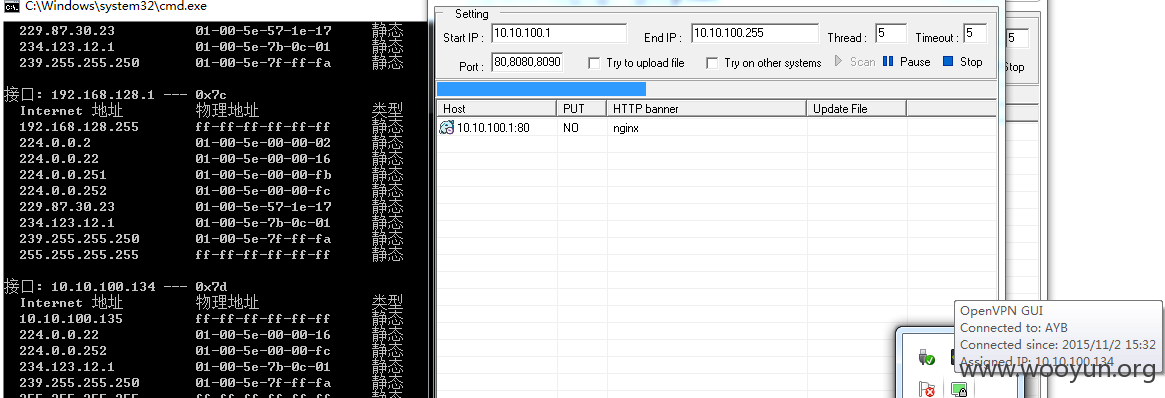 C:\Windows\system32\cmd.exe
229.87.30.23 01-00-5e-57-1e-17 静态
234.123.12.1 01-00-5e-7b-0c-01 静态
239.255.255.250 01-00-5e-7f-ff-fa 静态
接口: 192.168.128.1 --- 0x7c
Internet 地址 物理地址 类型
192.168.128.255 ff-ff-ff-ff-ff-ff 静态
224.0.0.2 01-00-5e-00-00-02 静态
224.0.0.22 01-00-5e-00-00-16 静态
224.0.0.251 01-00-5e-00-00-fb 静态
224.0.0.252 01-00-5e-00-00-fc 静态
229.87.30.23 01-00-5e-57-1e-17 静态
234.123.12.1 01-00-5e-7b-0c-01 静态
239.255.255.250 01-00-5e-7f-ff-fa 静态
255.255.255.255 ff-ff-ff-ff-ff-ff 静态
接口: 10.10.100.134 --- 0x7d
Internet 地址 物理地址 类型
10.10.100.135 ff-ff-ff-ff-ff-ff 静态
224.0.0.22 01-00-5e-00-00-16 静态
224.0.0.252 01-00-5e-00-00-fc 静态
234.123.12.1 01-00-5e-7b-0c-01 静态
239.255.255.250 01-00-5e-7f-ff-fa 静态
Setting
Start IP : 10.10.100.1 End IP : 10.10.100.255 Thread : 5 Timeout : 5
Port : 80,8080,8090 Try to upload file Try on other systems Scan Pause Stop
5
Host PUT HTTP banner Update File
10.10.100.1:80 NO nginx
OpenVPN GUI
Connected to: AYB
Connected since: 2015/11/2 15:32
Assigned IP: 10.10.100.134
www.wooyun.org